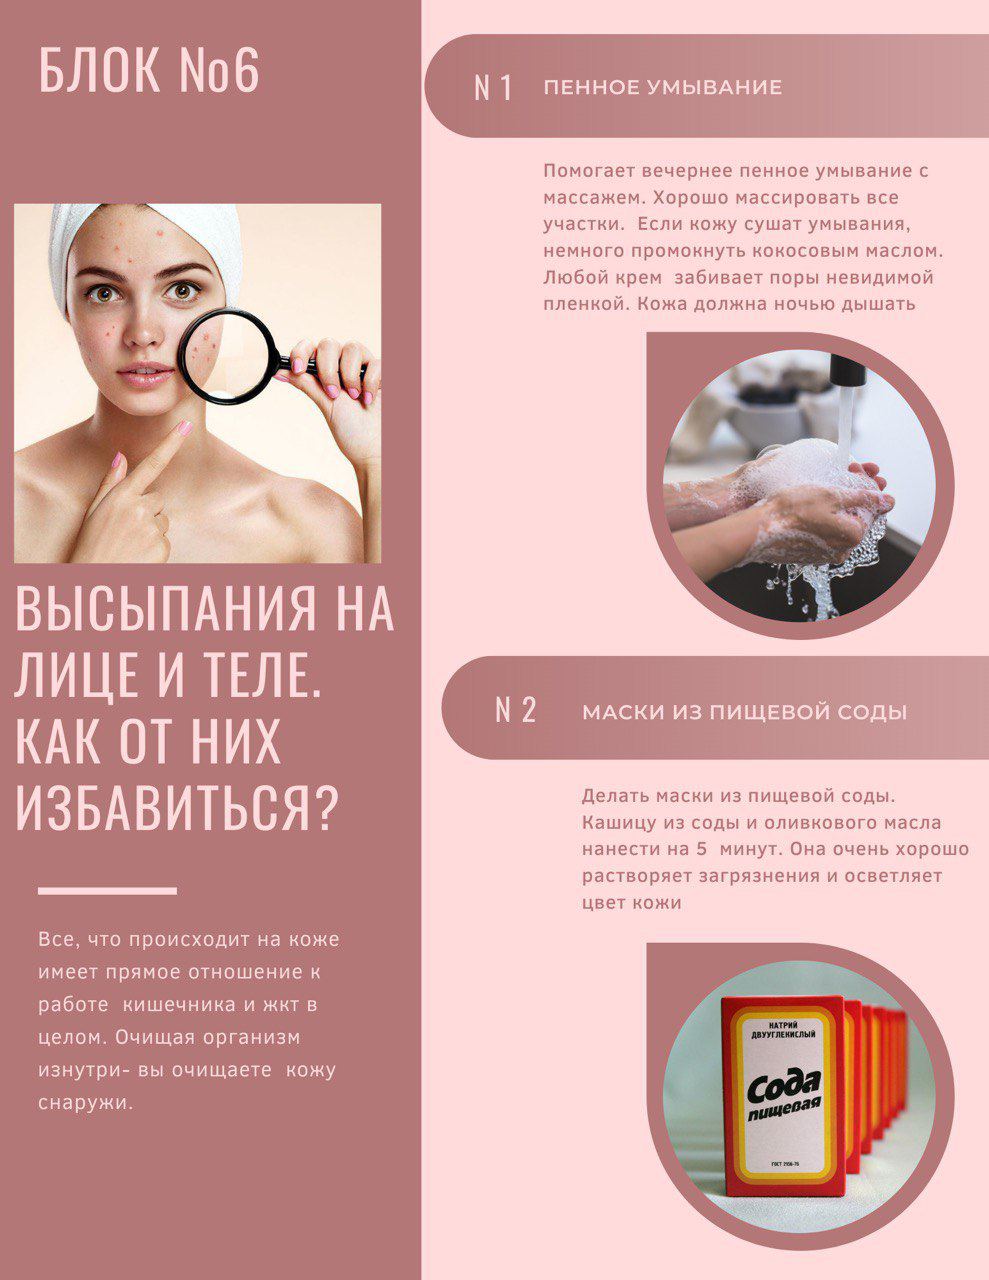 БЛОК №6
ВЫСЫПАНИЯ НА
ЛИЦЕ И ТЕЛЕ.
КАК ОТ НИХ
ИЗБАВИТЬСЯ?
Все, что происходит на коже
имеет прямое отношение к
работе  кишечника и жкт в
целом. Очищая организм
изнутри- вы очищаете  кожу
снаружи.
N 1 ПЕННОЕ УМЫВАНИЕ
Помогает вечернее пенное умывание с
массажем. Хорошо массировать все
участки.  Если кожу сушат умывания,
немного промокнуть кокосовым маслом.
Любой крем  забивает поры невидимой
пленкой. Кожа должна ночью дышать
N 2 МАСКИ ИЗ ПИЩЕВОЙ СОДЫ
Делать маски из пищевой соды.
Кашицу из соды и оливкового масла
нанести на 5  минут. Она очень хорошо
растворяет загрязнения и осветляет
цвет кожи
НАТРИЙ
ДВУУГЛЕКИСЛЫЙ
Сода
пищевая
ГОСТ 2156-76